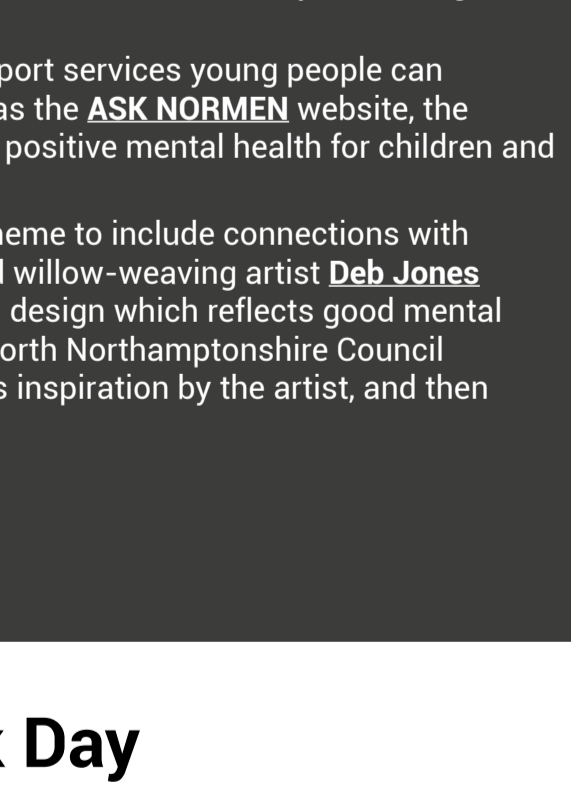 port services young people can
as the ASK NORMEN website, the
positive mental health for children and
eme to include connections with
willow-weaving artist Deb Jones
design which reflects good mental
orth Northamptonshire Council
s inspiration by the artist, and then
Day